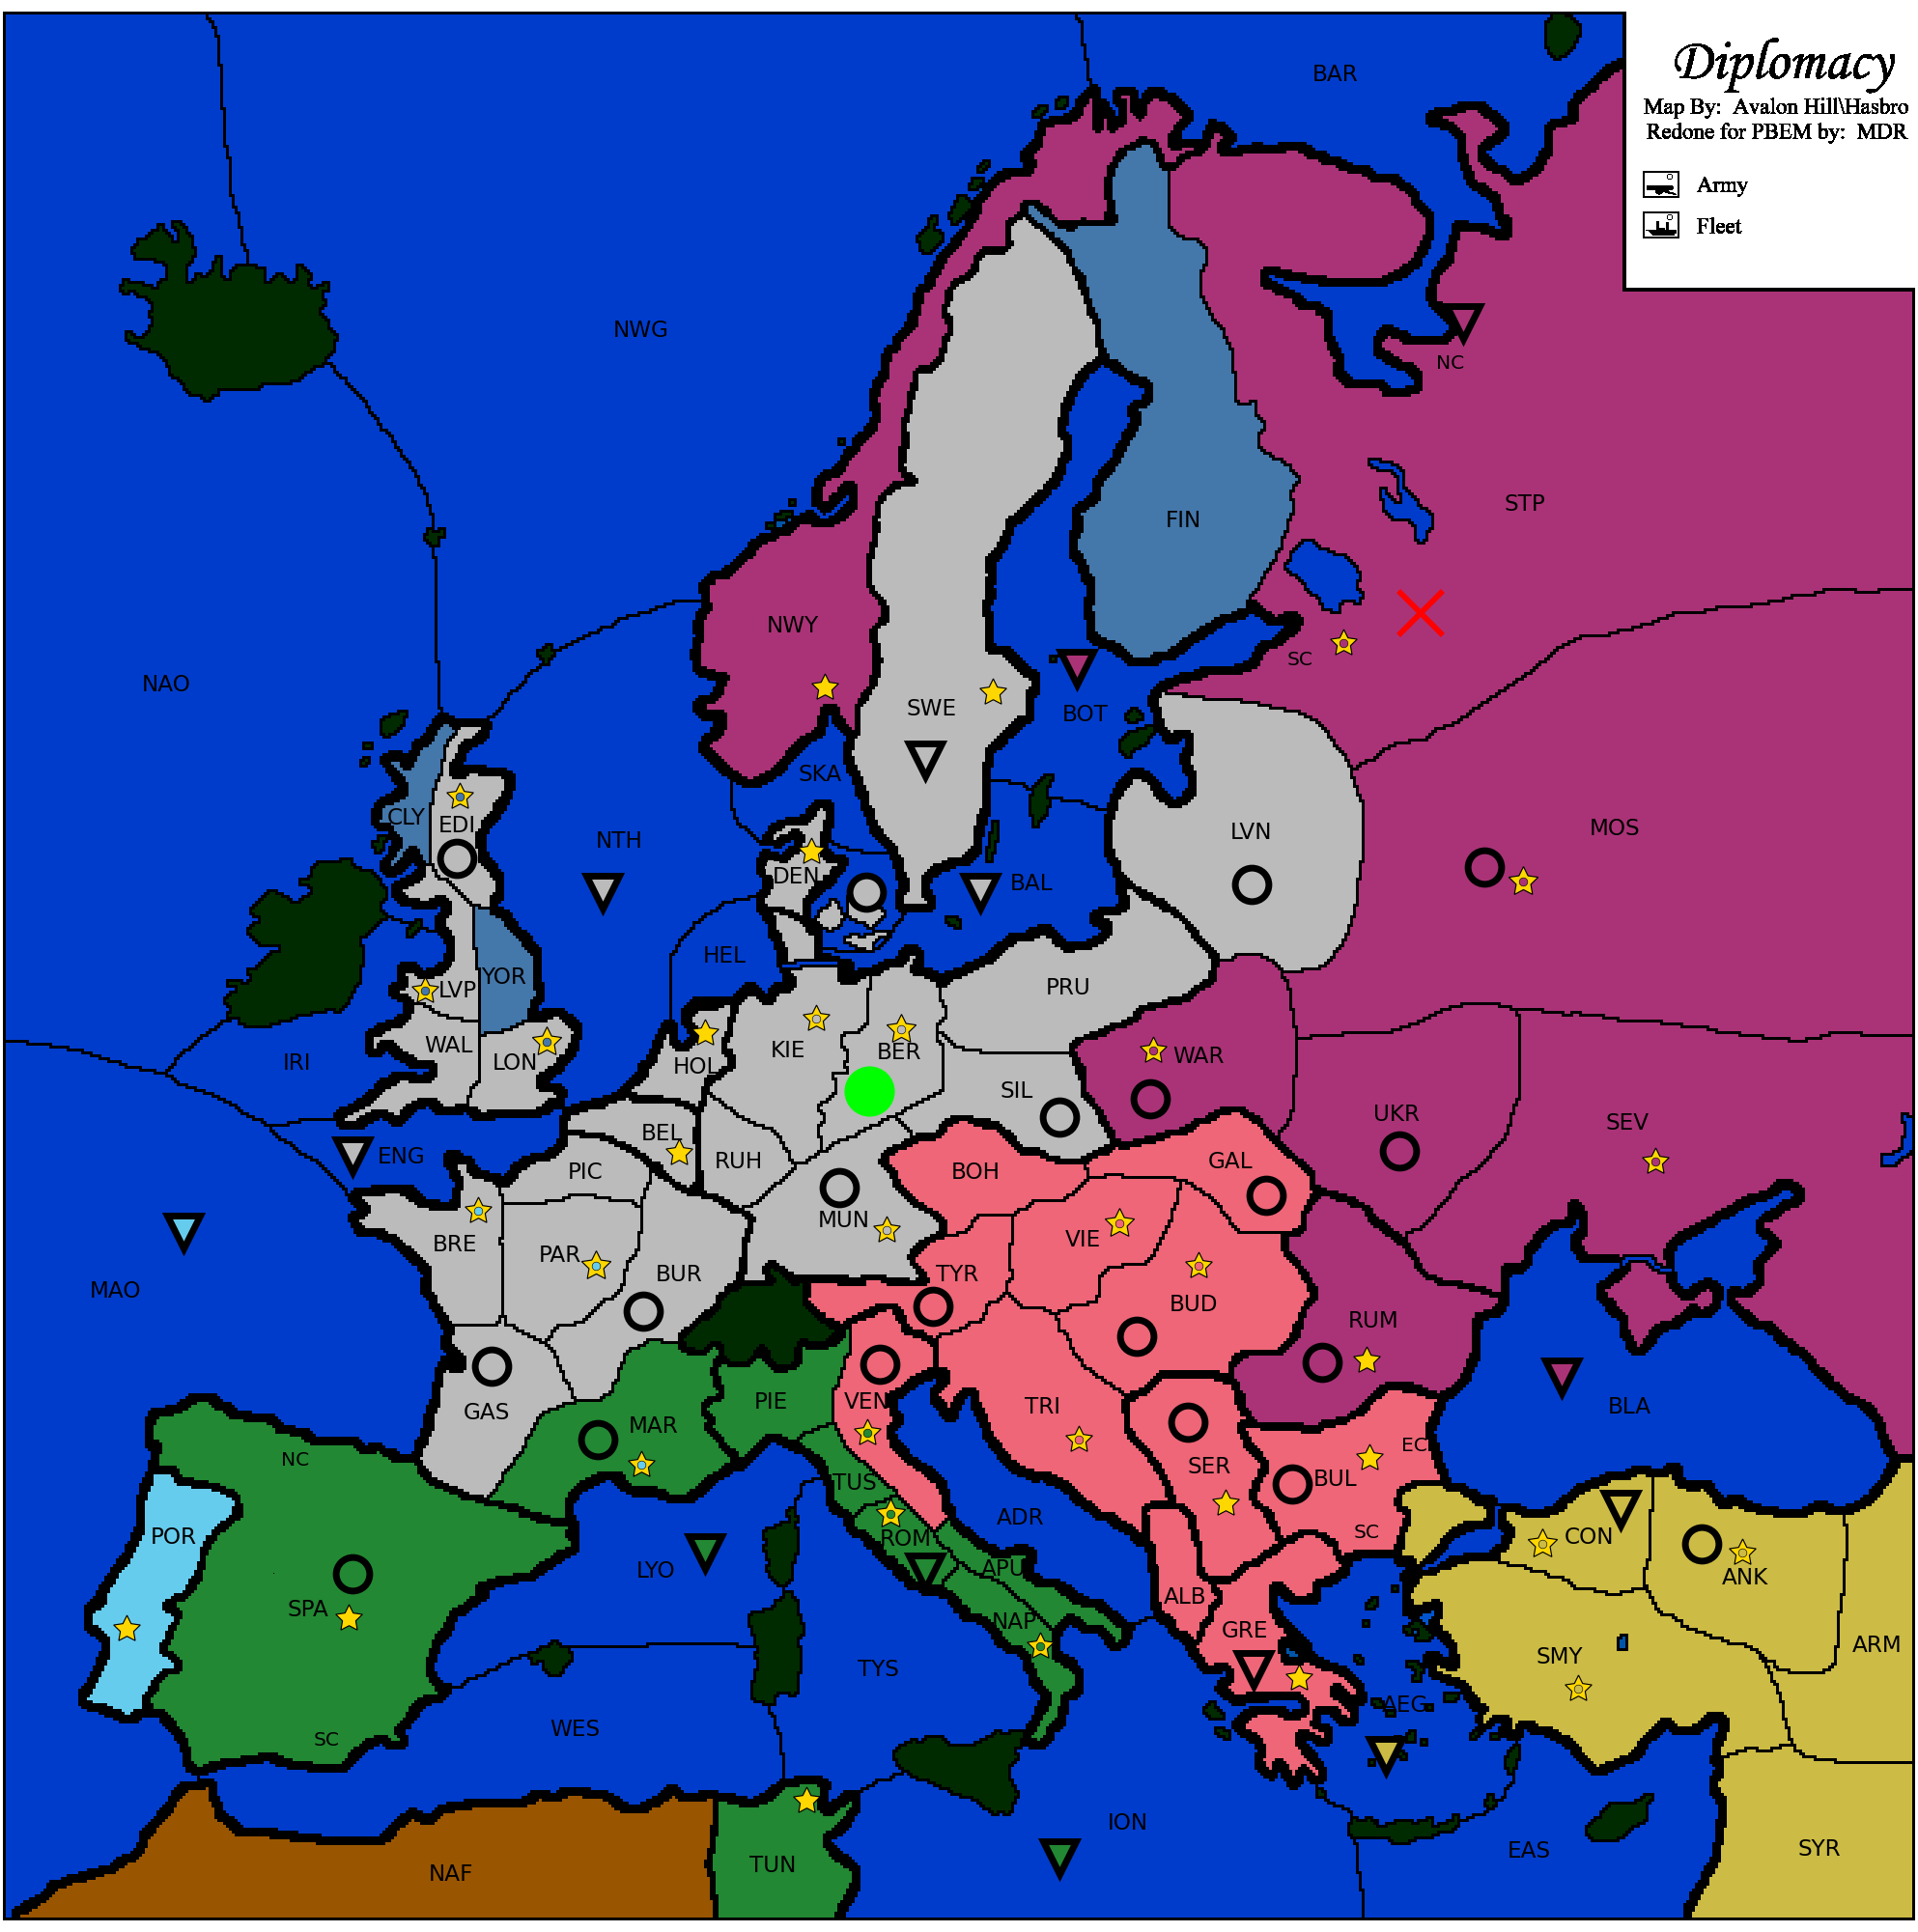 Diplomacy
Map By: Avalon Hill\Hasbro
Redone for PBEM by: MDR
Army
Fleet
BAR
NWG
NC
STP
FIN
NWY
SC
NAO
SWE
BOT
SKA
CLY
EDI
NTH
LVN
MOS
DEN
BAL
HEL
YOR
LVP
PRU
WAL
LON
IRI
HOL
KIE
BER
WAR
SIL
UKR
SEV
BEL
ENG
PIC
RUH
BOH
GAL
MUN
BRE
PAR
BUR
VIE
TYR
MAO
BUD
RUM
PIE
VEN
TRI
BLA
GAS
MAR
NC
EC
SER
BUL
TUS
ADR
SC
POR
ROM
CON
LYO
APU
ANK
SPA
ALB
NAP
GRE
ARM
SMY
TYS
AEG
WES
SC
ION
EAS
SYR
TUN
NAF